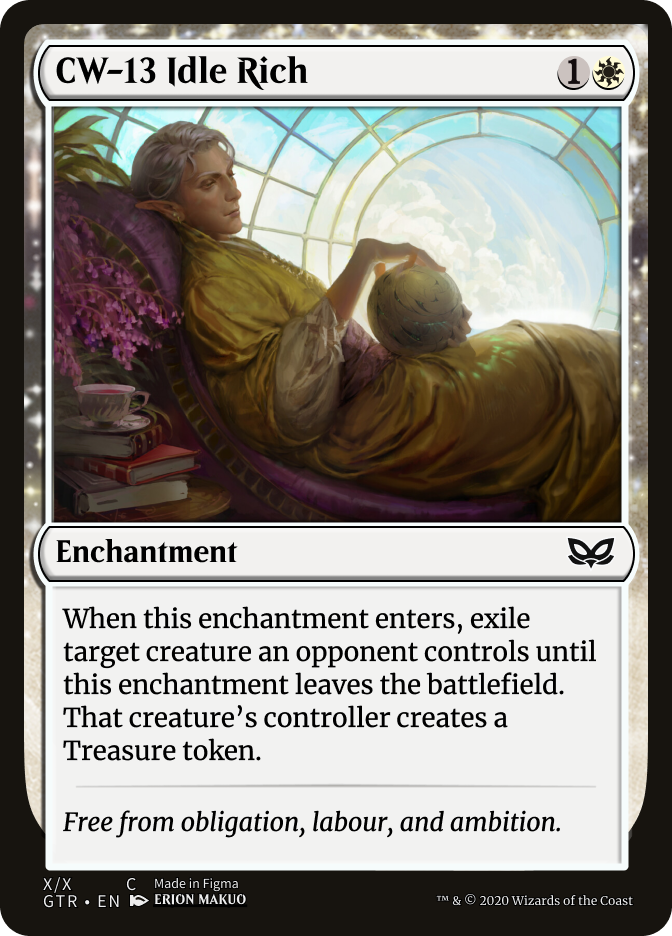 CW-13 Idle Rich
1
Enchantment
When this enchantment enters, exile
target creature an opponent controls until
this enchantment leaves the battlefield.
That creature’s controller creates a
Treasure token.
Free from obligation, labour, and ambition.
X/X C Made in Figma
GTR • EN ERION MAKUO
™ & © 2020 Wizards of the Coast